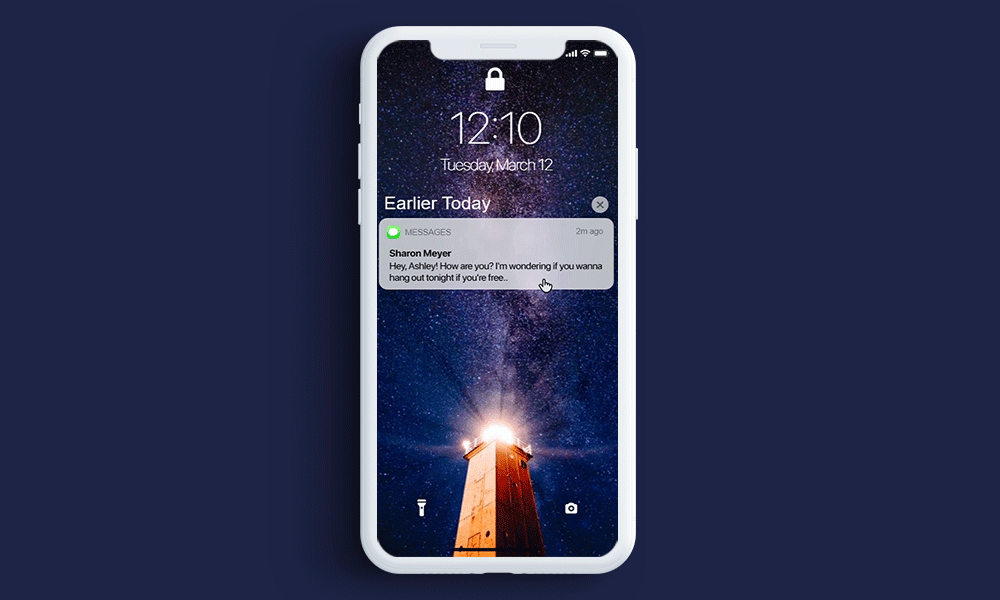 12:10
Tuesday, March 12
Earlier Today
MESSAGES
2m ago
Sharon Meyer
Hey, Ashley! How are you? I'm wondering if you wanna
hang out tonight if you're free..